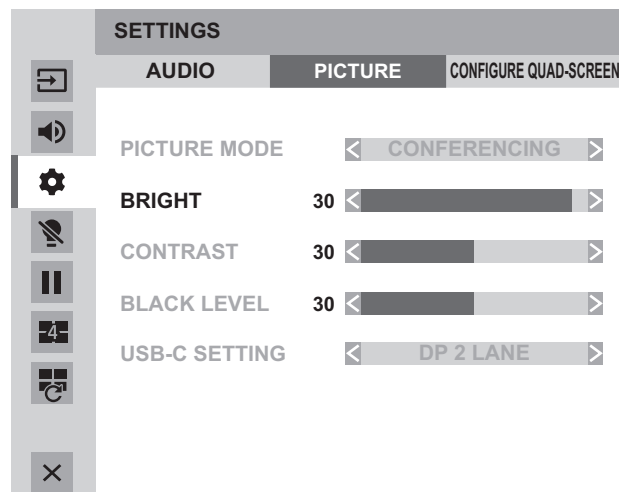 SETTINGS
AUDIO PICTURE CONFIGURE QUAD-SCREEN
PICTURE MODE CONFERENCING
BRIGHT 30
CONTRAST 30
BLACK LEVEL 30
-4-
USB-C SETTING DP 2 LANE